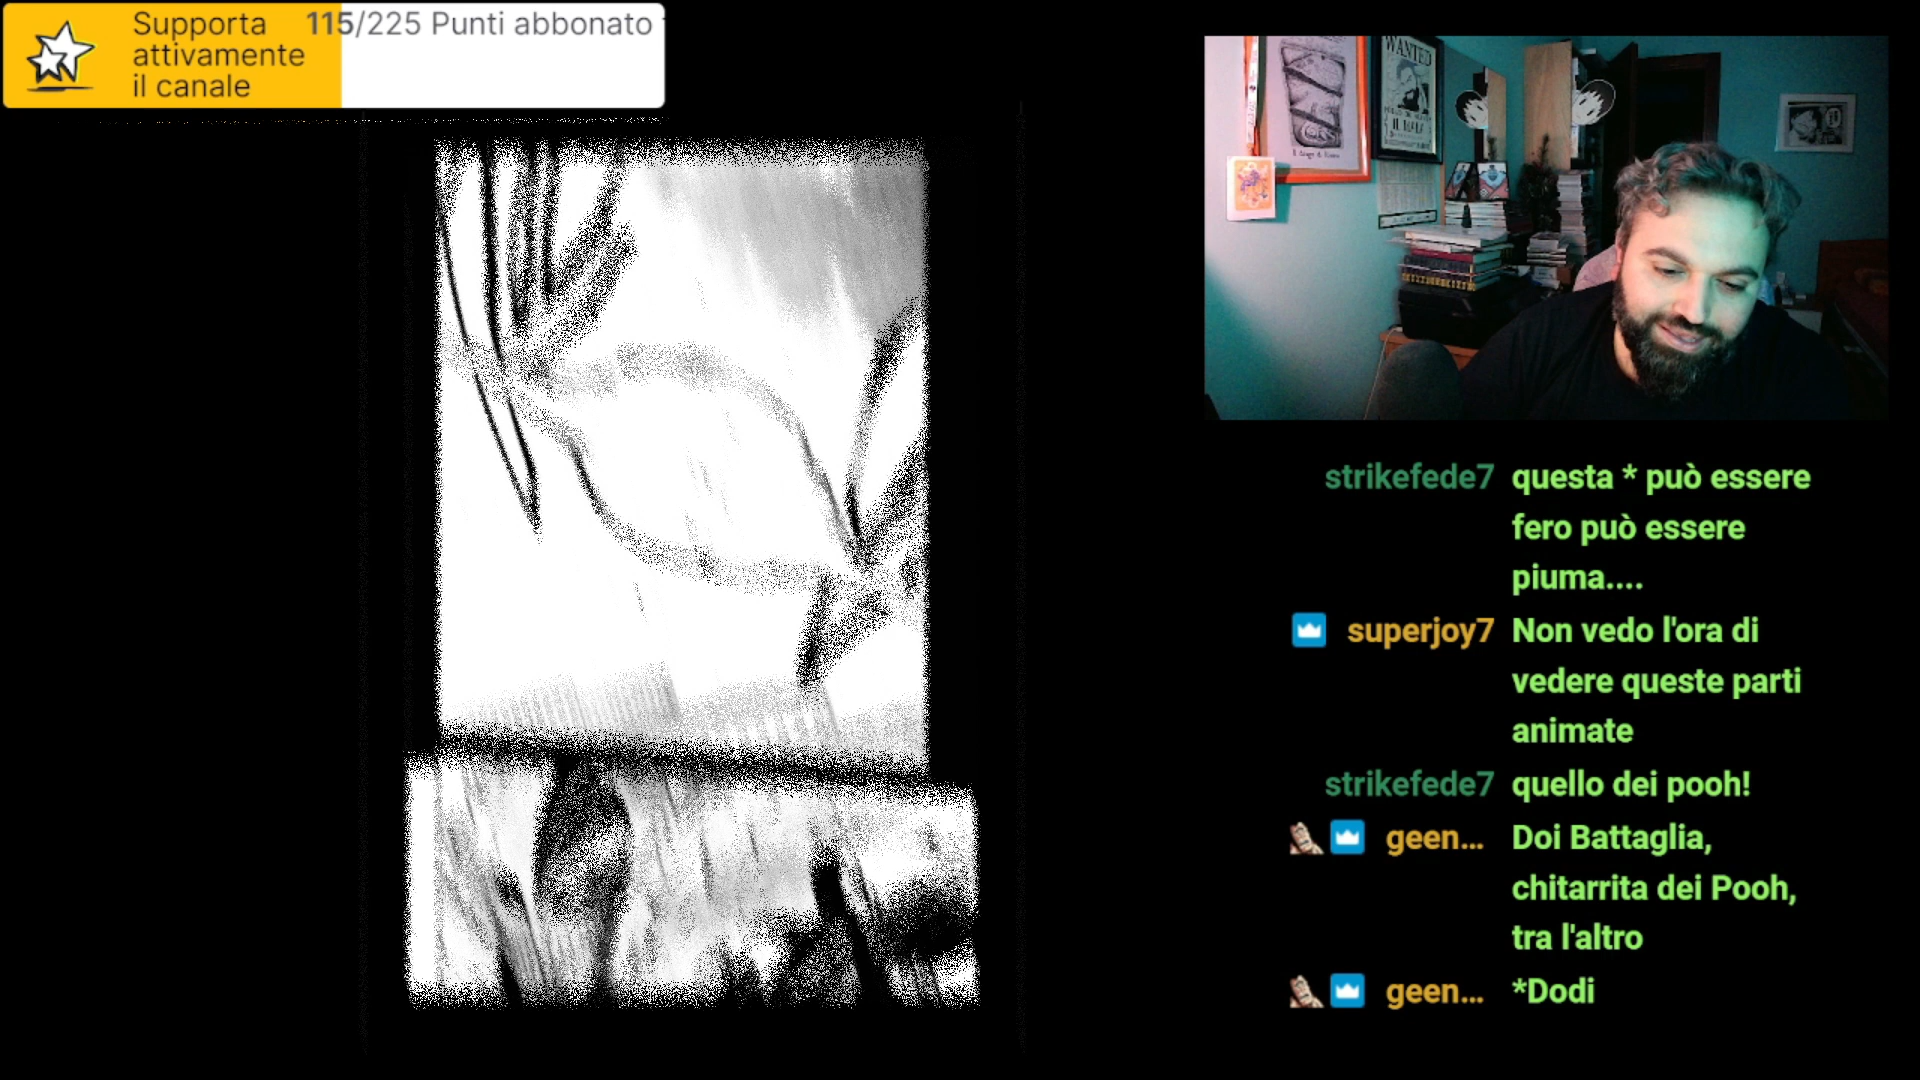 Supporta
attivamente
il canale
115/225 Punti abbonato
WANTED
strikefede7 questa * può essere
fero può essere
piuma....
superjoy7 Non vedo l'ora di
vedere queste parti
animate
strikefede7 quello dei pooh!
geen... Doi Battaglia,
chitarrita dei Pooh,
tra l'altro
geen... *Dodi